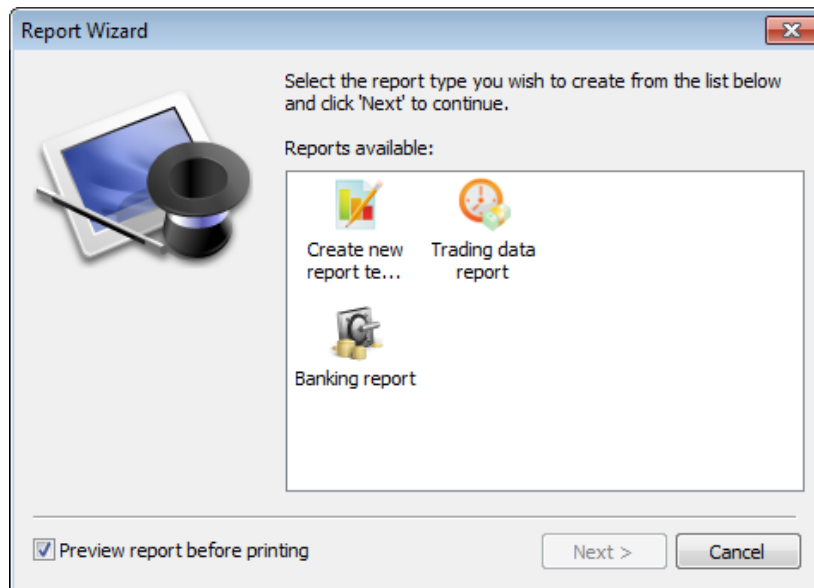 Report Wizard
Select the report type you wish to create from the list below
and click 'Next' to continue.
Reports available:
Create new
report te...
Trading data
report
Banking report
Preview report before printing
Next >
Cancel